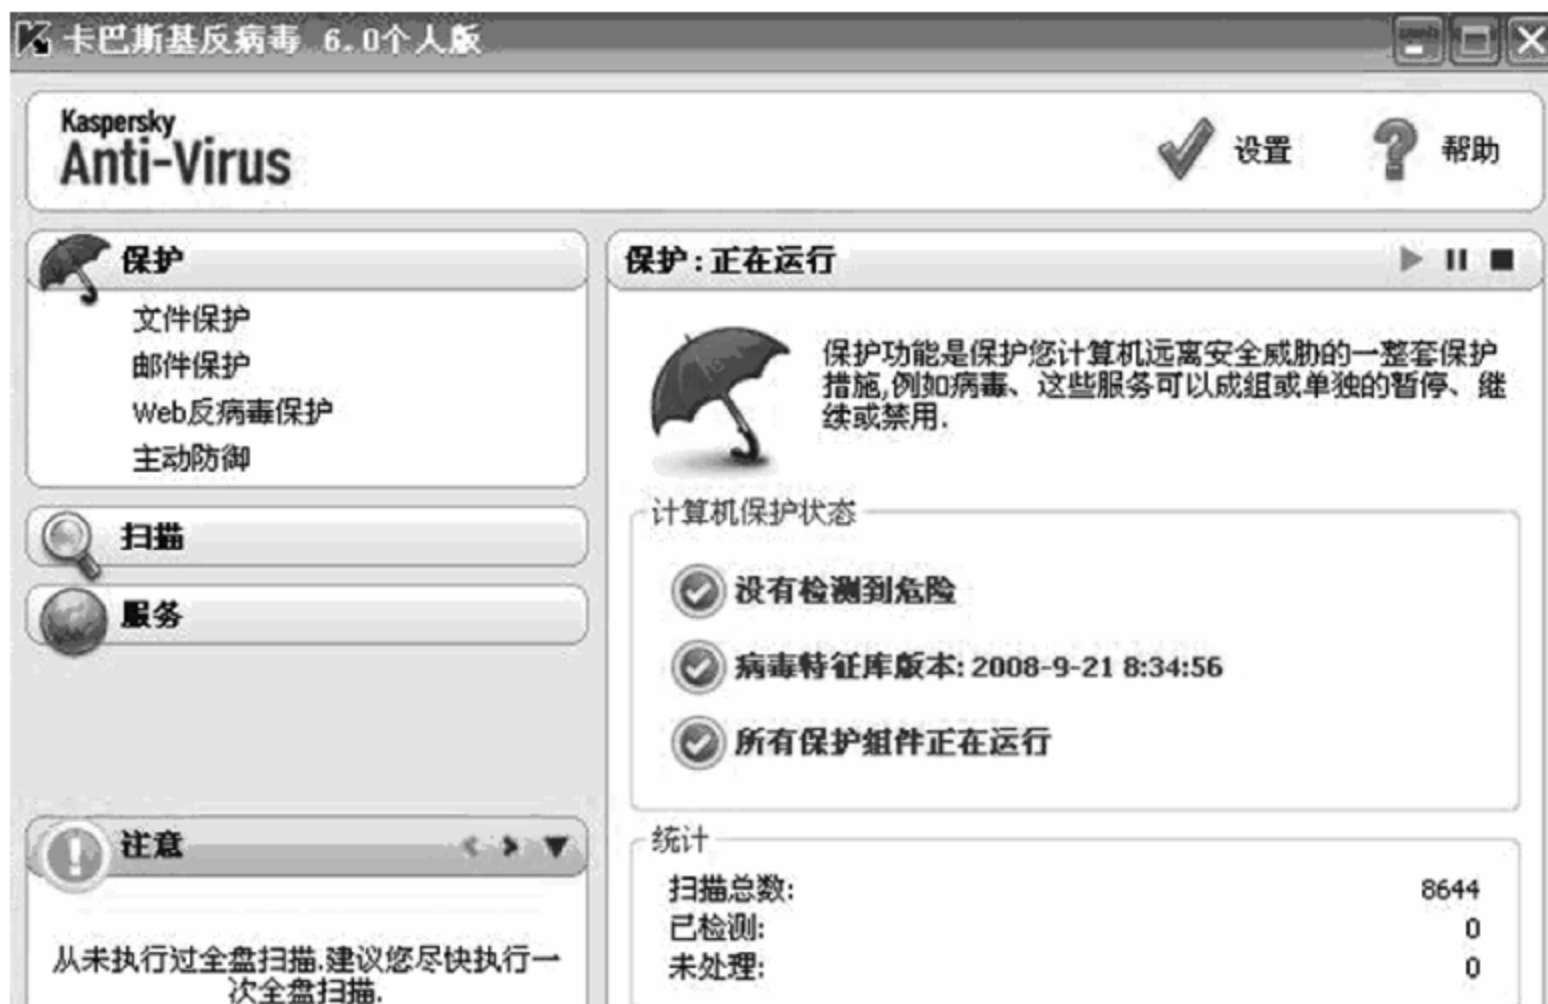 卡巴斯基反病毒 6.0个人版
Kaspersky
Anti-Virus
设置
帮助
保护
文件保护
邮件保护
Web反病毒保护
主动防御
扫描
服务
注意
从未执行过全盘扫描.建议您尽快执行一
次全盘扫描.
保护:正在运行
保护功能是保护您计算机远离安全威胁的一整套保护
措施,例如病毒、这些服务可以成组或单独的暂停、继
续或禁用.
计算机保护状态
没有检测到危险
病毒特征库版本: 2008-9-21 8:34:56
所有保护组件正在运行
统计
扫描总数: 8644
已检测: 0
未处理: 0